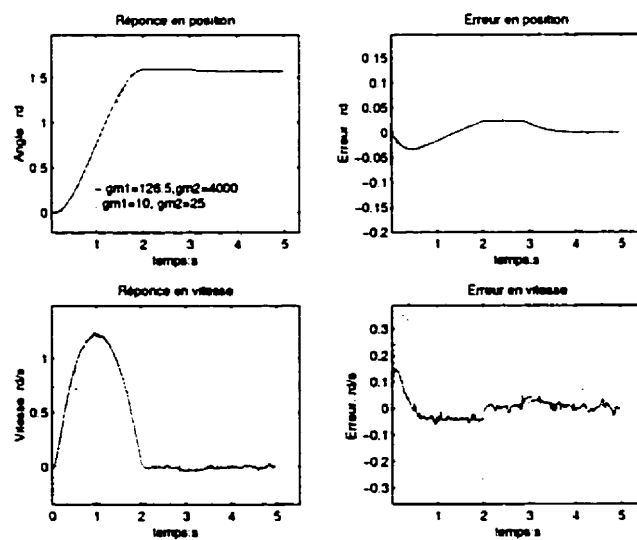 Réponce en position
Angle rd
1.5
1
0.5
0
– gm1=126.5,gm2=4000
gm1=10, gm2=25
1 2 3 4 5
temps:s
Erreur en position
Erreur rd
0.15
0.1
0.05
0
-0.05
-0.1
-0.15
-0.2
1 2 3 4 5
temps:s
Réponce en vitesse
Vitesse rd/s
1
0.5
0
0 1 2 3 4 5
temps:s
Erreur en vitesse
Erreur. rd/s
0.3
0.2
0.1
0
-0.1
-0.2
-0.3
1 2 3 4 5
temps:s